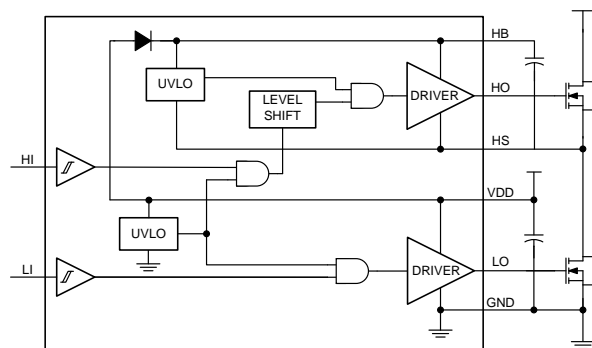 HB
UVLO
LEVEL
SHIFT
DRIVER
HO
HS
HI
VDD
UVLO
DRIVER
LO
LI
GND